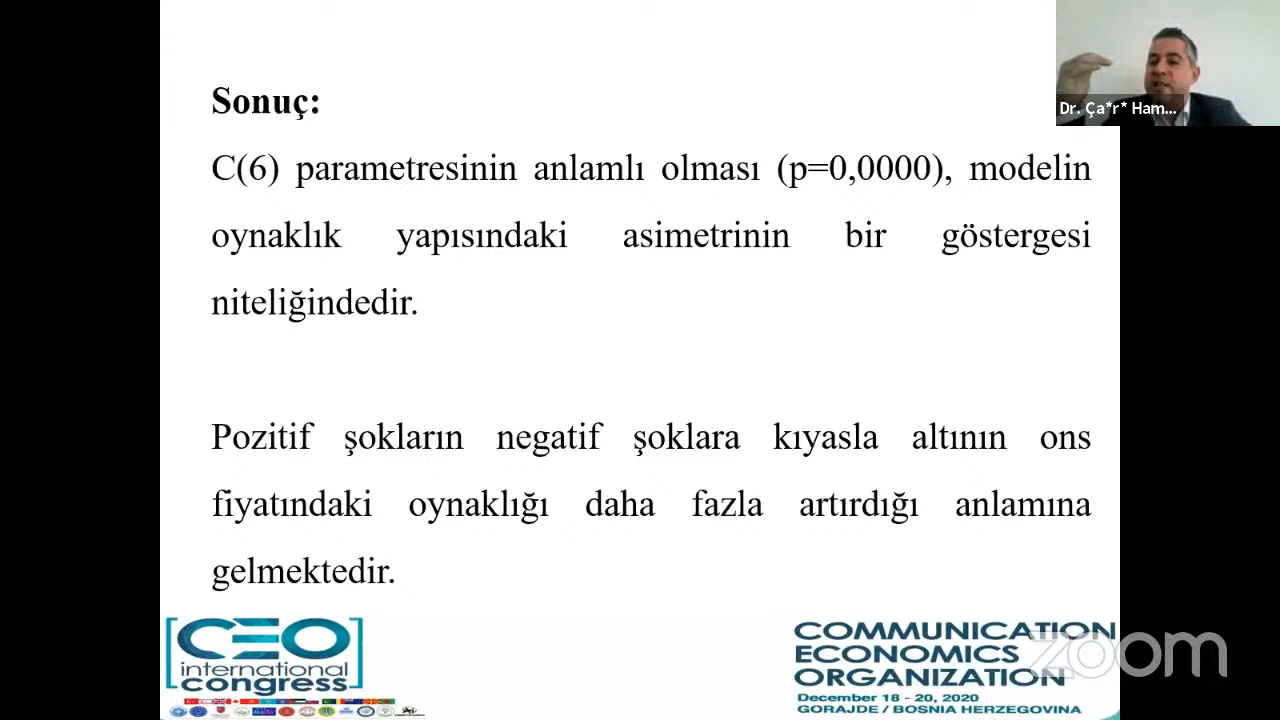 Sonuç:
C(6) parametresinin anlamlı olması (p=0,0000), modelin
oynaklık yapısındaki asimetrinin bir göstergesi
niteliğindedir.
Pozitif şokların negatif şoklara kıyasla altının ons
fiyatındaki oynaklığı daha fazla artırdığı anlamına
gelmektedir.
Dr. Ça*r* Ham...
CEO
international
congress
COMMUNICATION
ECONOMICS
ORGANIZATION
December 18 - 20, 2020
GORAJDE / BOSNIA HERZEGOVINA
zoom